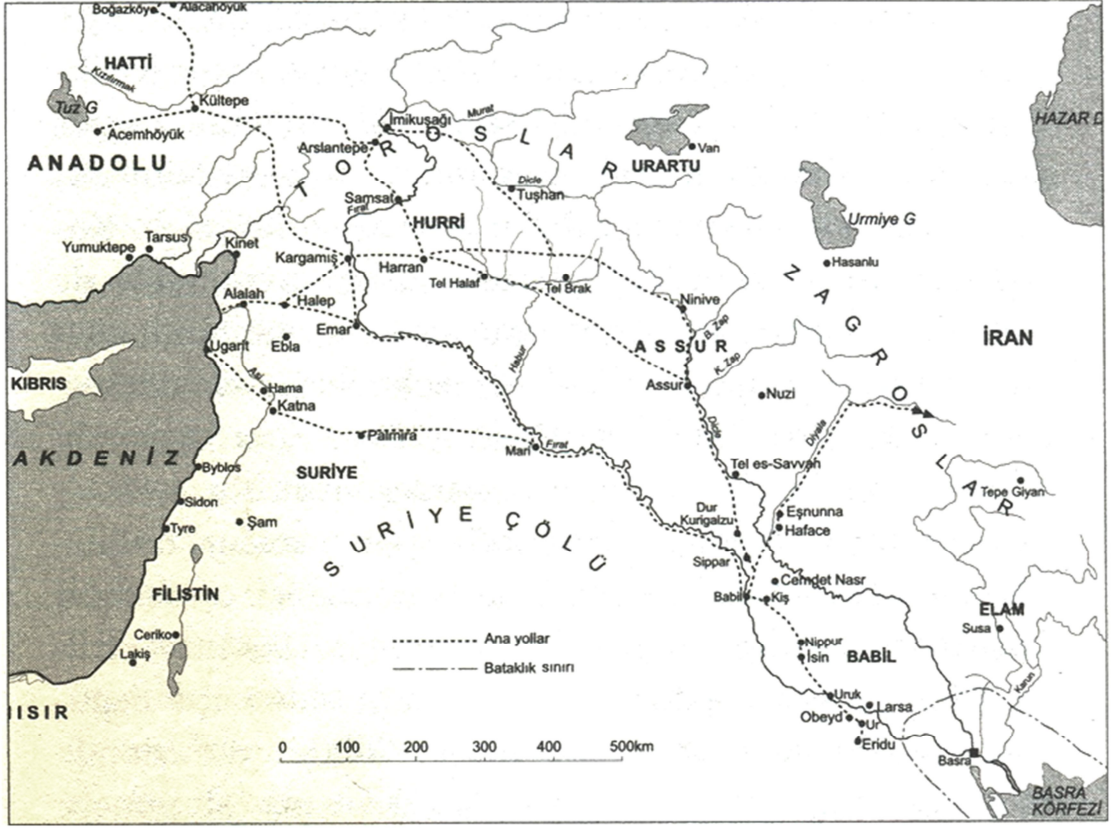 Boğazköy
Alacahöyük
HATTİ
Kızılırmak
Tuz G
Kültepe
Acemhöyük
ANADOLU
İmikuşağı
Murat
HAZAR D
Arslantepe
TOROSLAR
Van
URARTU
Dicle
Tuşhan
Samsat
Fırat
HURRİ
Urmiye G
Yumuktepe
Tarsus
Kinet
Kargamış
Harran
Hasanlu
Tel Halaf
Tel Brak
ZAGROSLAR
Alalah
Halep
Ninive
Emar
B. Zap
Ugarit
Ebla
ASSUR
İRAN
Habur
K. Zap
KIBRIS
Asi
Hama
Assur
Nuzi
Katna
Dicle
Diyala
Palmira
Mari
Fırat
AKDENİZ
Byblos
SURİYE
Tel es-Savvah
Tepe Giyan
Sidon
Dur
Kurigalzu
Eşnunna
Tyre
Şam
SURİYE ÇÖLÜ
Haface
Sippar
FİLİSTİN
Cemdet Nasr
Babil
Kiş
ELAM
Susa
Ceriko
Lakiş
Ana yollar
Nippur
İsin
BABİL
Bataklık sınırı
Karun
Uruk
Larsa
IISIR
Obeyd
Ur
Eridu
0 100 200 300 400 500km
Basra
BASRA
KÖRFEZİ